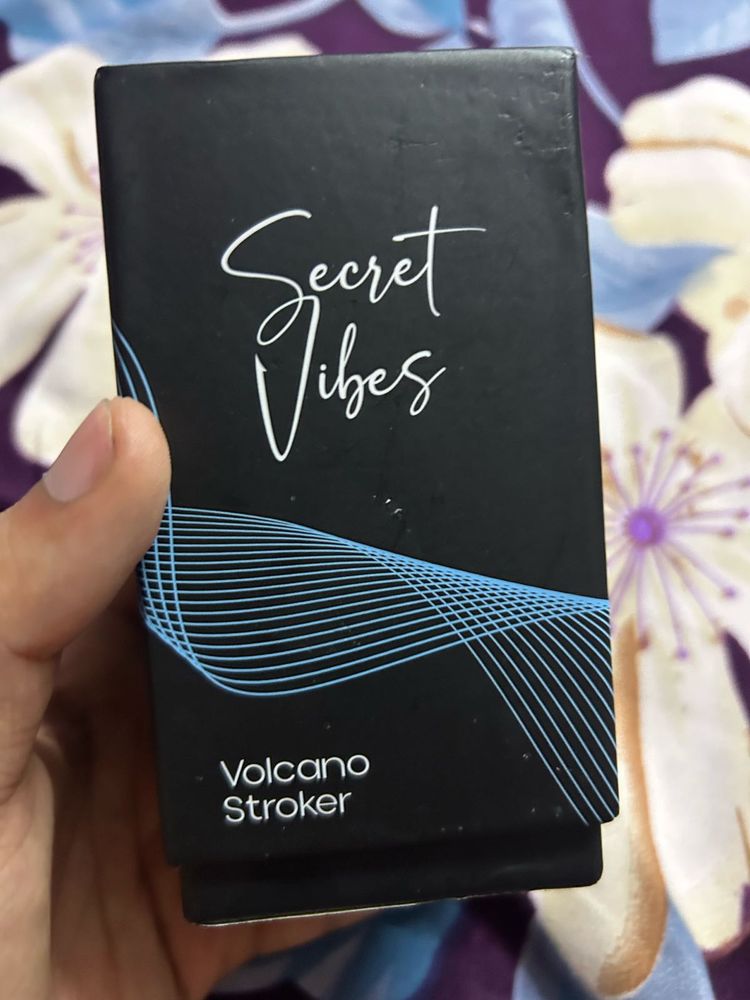 Secret
Vibes
Volcano
Stroker